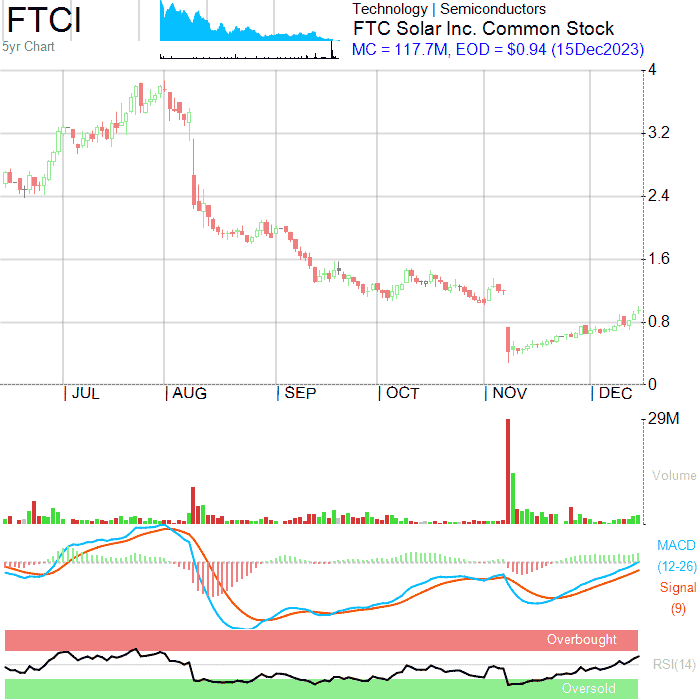 FTCI
5yr Chart
Technology | Semiconductors
FTC Solar Inc. Common Stock
MC = 117.7M, EOD = $0.94 (15Dec2023)
4
3.2
2.4
1.6
0.8
0
| JUL | AUG | SEP | OCT | NOV | DEC
29M
Volume
MACD
(12-26)
Signal
(9)
Overbought
RSI(14)
Oversold